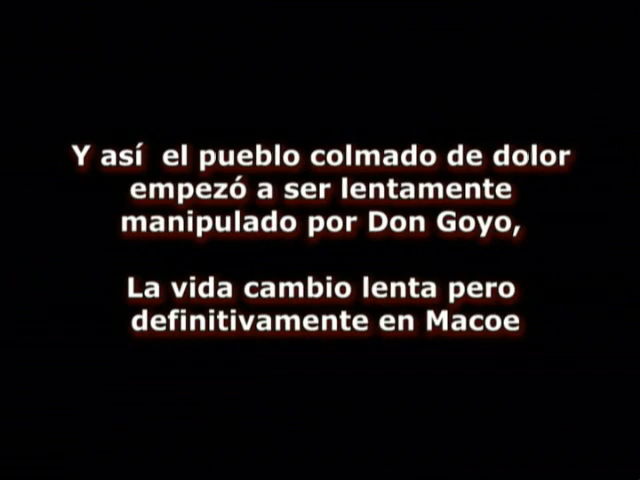 Y así  el pueblo colmado de dolor
empezó a ser lentamente
manipulado por Don Goyo,
La vida cambio lenta pero
definitivamente en Macoe